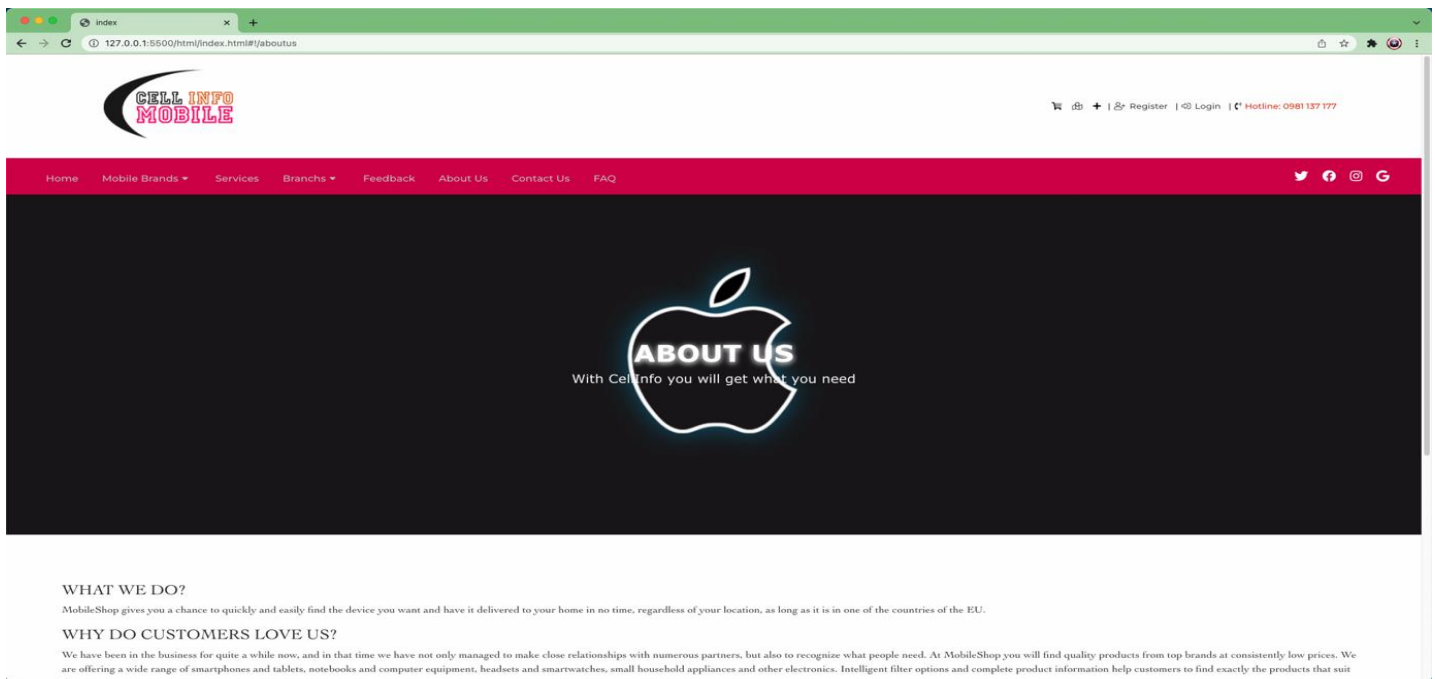 index
127.0.0.1:5500/html/index.html#!/aboutus
CELL INFO
MOBILE
| Register | Login | Hotline: 0981 137 177
Home Mobile Brands Services Branchs Feedback About Us Contact Us FAQ
ABOUT US
With CellInfo you will get what you need
WHAT WE DO?
MobileShop gives you a chance to quickly and easily find the device you want and have it delivered to your home in no time, regardless of your location, as long as it is in one of the countries of the EU.
WHY DO CUSTOMERS LOVE US?
We have been in the business for quite a while now, and in that time we have not only managed to make close relationships with numerous partners, but also to recognize what people need. At MobileShop you will find quality products from top brands at consistently low prices. We
are offering a wide range of smartphones and tablets, notebooks and computer equipment, headsets and smartwatches, small household appliances and other electronics. Intelligent filter options and complete product information help customers to find exactly the products that suit